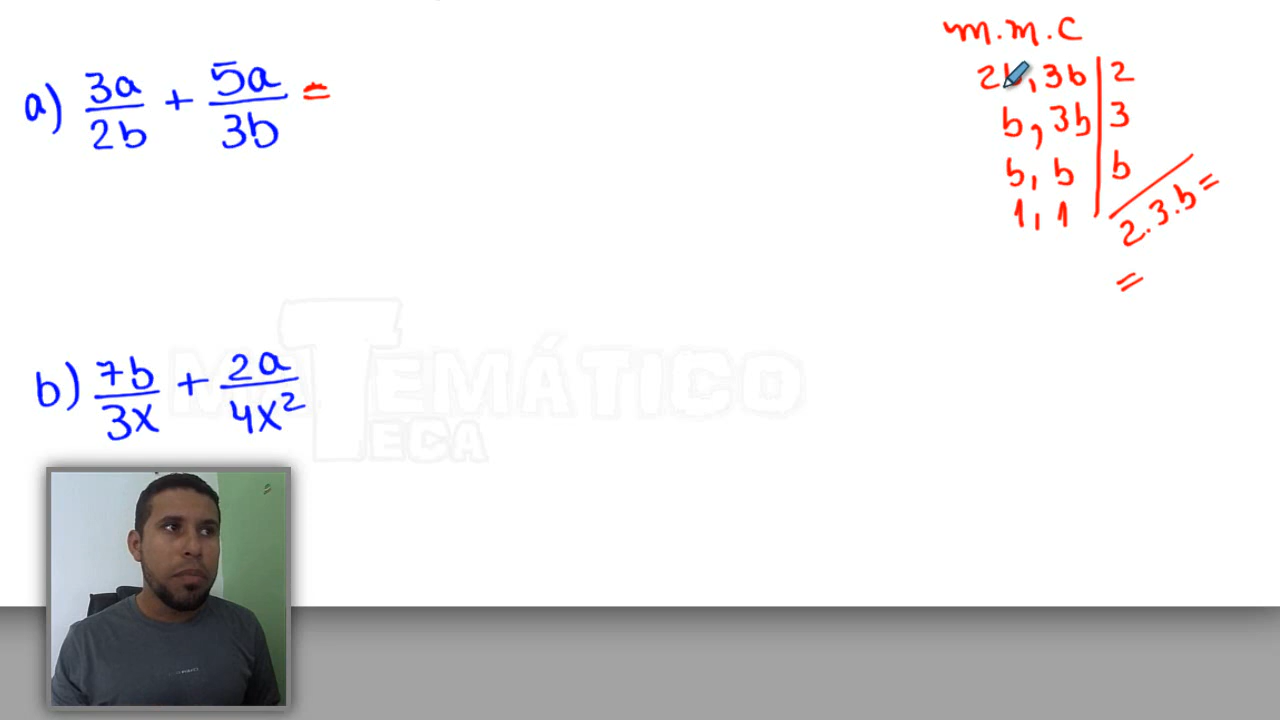 a) 3a/2b + 5a/3b =
m.m.c
2b, 3b | 2
b, 3b | 3
b, b | b
1, 1
2.3.b =
=
MATEMÁTICO
TECA
b) 7b/3x + 2a/4x²